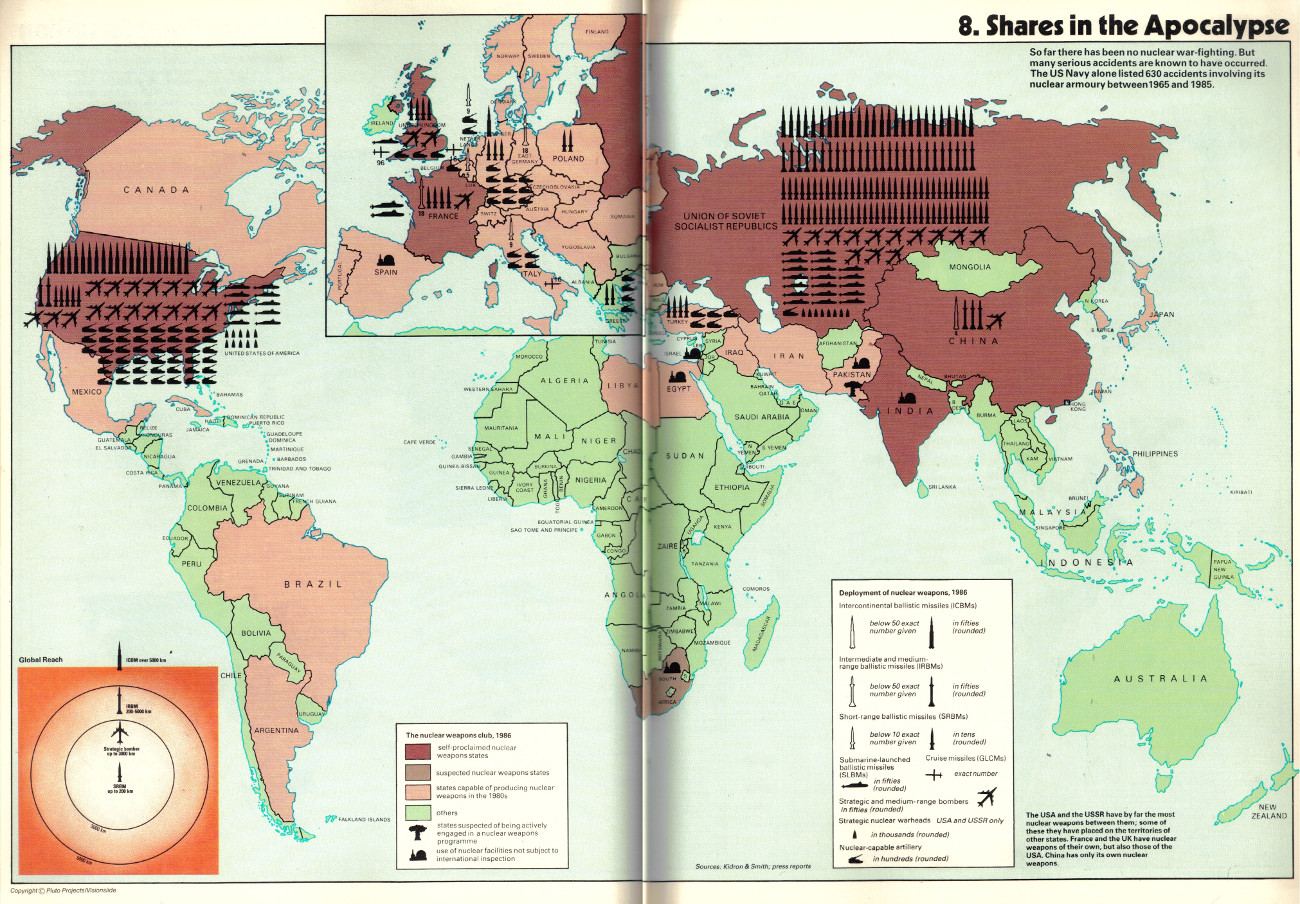 8. Shares in the Apocalypse
So far there has been no nuclear war-fighting. But
many serious accidents are known to have occurred.
The US Navy alone listed 630 accidents involving its
nuclear armoury between 1965 and 1985.
FINLAND
NORWAY
SWEDEN
DENMARK
IRELAND
UNITED KINGDOM
9
96
18
EAST
GERMANY
POLAND
BELGIUM
LUX
CZECHOSLOVAKIA
18
FRANCE
SWITZ
AUSTRIA
HUNGARY
RUMANIA
YUGOSLAVIA
BULGARIA
9
ITALY
ALBANIA
GREECE
PORTUGAL
SPAIN
CANADA
UNITED STATES OF AMERICA
MEXICO
BAHAMAS
CUBA
HAITI
DOMINICAN REPUBLIC
PUERTO RICO
JAMAICA
BELIZE
HONDURAS
GUATEMALA
EL SALVADOR
NICARAGUA
COSTA RICA
PANAMA
GUADELOUPE
DOMINICA
MARTINIQUE
BARBADOS
GRENADA
TRINIDAD AND TOBAGO
VENEZUELA
GUYANA
SURINAM
FRENCH GUIANA
COLOMBIA
ECUADOR
PERU
BRAZIL
BOLIVIA
PARAGUAY
CHILE
URUGUAY
ARGENTINA
FALKLAND ISLANDS
UNION OF SOVIET
SOCIALIST REPUBLICS
MONGOLIA
CHINA
N KOREA
S KOREA
JAPAN
TURKEY
CYPRUS
SYRIA
ISRAEL
JOR
IRAQ
IRAN
AFGHANISTAN
PAKISTAN
KUWAIT
BAHRAIN
QATAR
U A E
OMAN
SAUDI ARABIA
N
YEMEN
S YEMEN
INDIA
NEPAL
BHUTAN
B
DESH
BURMA
LAOS
THAILAND
KAM
VIETNAM
HONG
KONG
TAIWAN
PHILIPPINES
SRI LANKA
MALAYSIA
BRUNEI
SINGAPORE
INDONESIA
PAPUA
NEW
GUINEA
KIRIBATI
AUSTRALIA
NEW
ZEALAND
TUNISIA
MOROCCO
ALGERIA
LIBYA
EGYPT
WESTERN SAHARA
MAURITANIA
MALI
NIGER
CHAD
SUDAN
CAPE VERDE
SENEGAL
GAMBIA
GUINEA BISSAU
GUINEA
SIERRA LEONE
LIBERIA
IVORY
COAST
BURKINA
GHANA
TOGO
BENIN
NIGERIA
CAMEROON
EQUATORIAL GUINEA
SAO TOME AND PRINCIPE
GABON
CONGO
ZAIRE
UGANDA
KENYA
TANZANIA
ETHIOPIA
DJIBOUTI
SOMALIA
ANGOLA
ZAMBIA
MALAWI
ZIMBABWE
MOZAMBIQUE
COMOROS
MADAGASCAR
SOUTH
AFRICA
Global Reach
ICBM over 5000 km
IRBM
200-5000 km
Strategic bomber
up to 3000 km
SRBM
up to 200 km
3000 km
5000 km
The nuclear weapons club, 1986
self-proclaimed nuclear
weapons states
suspected nuclear weapons states
states capable of producing nuclear
weapons in the 1980s
others
states suspected of being actively
engaged in a nuclear weapons
programme
use of nuclear facilities not subject to
international inspection
Deployment of nuclear weapons, 1986
Intercontinental ballistic missiles (ICBMs)
below 50 exact
number given
in fifties
(rounded)
Intermediate and medium-
range ballistic missiles (IRBMs)
below 50 exact
number given
in fifties
(rounded)
Short-range ballistic missiles (SRBMs)
below 10 exact
number given
in tens
(rounded)
Submarine-launched
ballistic missiles
(SLBMs)
in fifties
(rounded)
Cruise missiles (GLCMs)
exact number
Strategic and medium-range bombers
in fifties (rounded)
Strategic nuclear warheads USA and USSR only
in thousands (rounded)
Nuclear-capable artillery
in hundreds (rounded)
The USA and the USSR have by far the most
nuclear weapons between them; some of
these they have placed on the territories of
other states. France and the UK have nuclear
weapons of their own, but also those of the
USA. China has only its own nuclear
weapons.
Sources: Kidron & Smith; press reports
Copyright © Pluto Projects/Visionslide